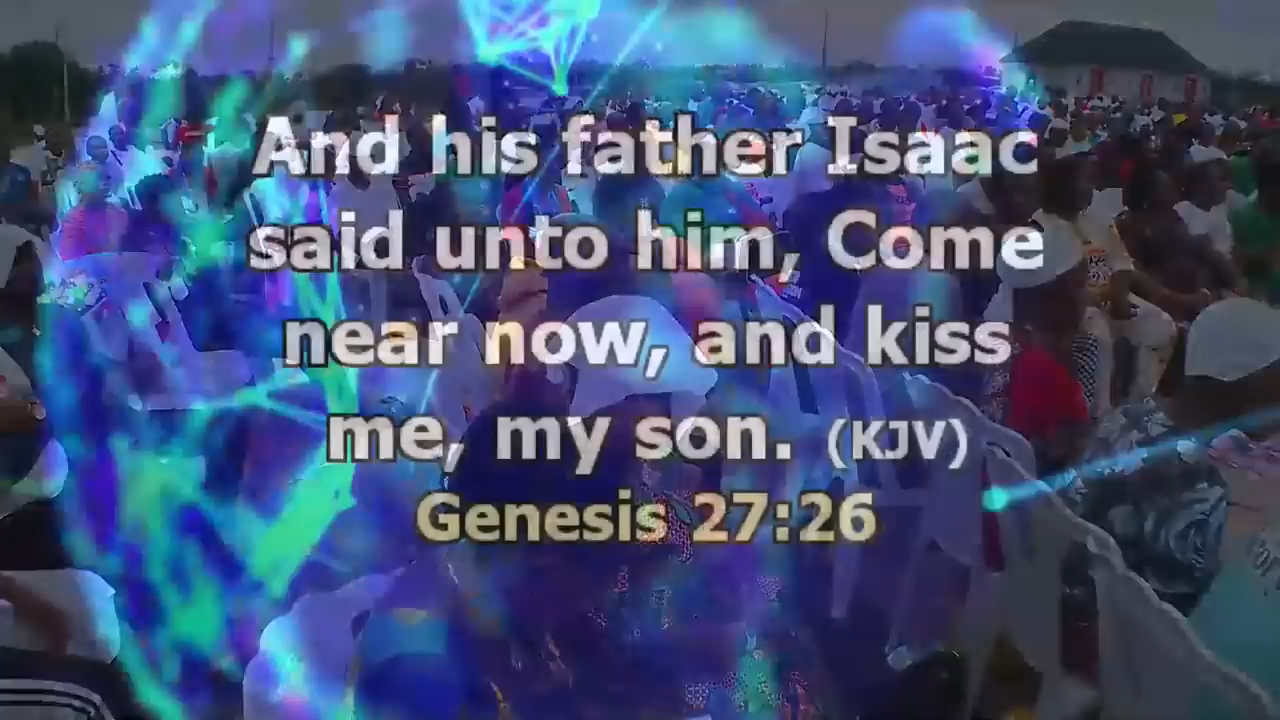 And his father Isaac
said unto him, Come
near now, and kiss
me, my son. (KJV)
Genesis 27:26